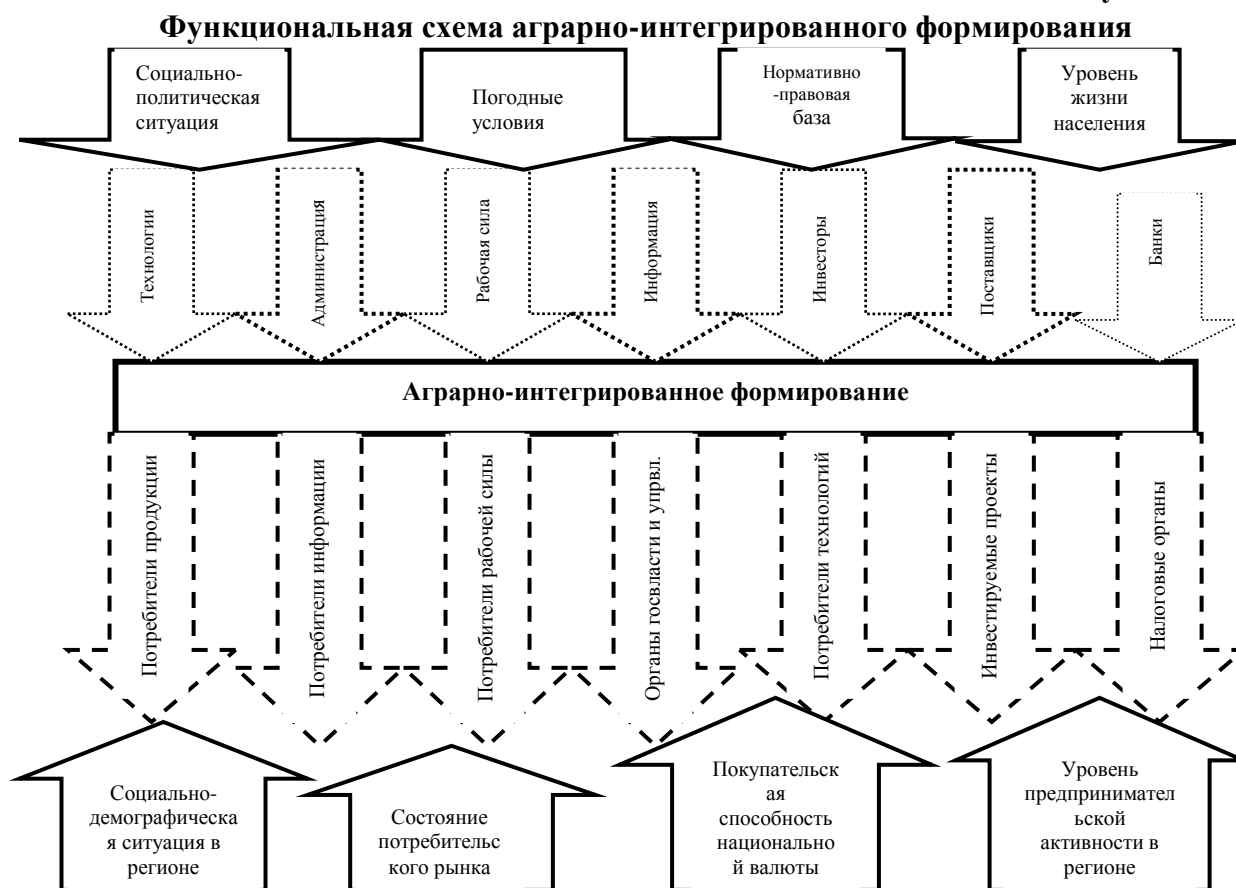 Функциональная схема аграрно-интегрированного формирования
Социально-
политическая
ситуация
Погодные
условия
Нормативно
-правовая
база
Уровень
жизни
населения
Технологии
Администрация
Рабочая сила
Информация
Инвесторы
Поставщики
Банки
Аграрно-интегрированное формирование
Потребители продукции
Потребители информации
Потребители рабочей силы
Органы госвласти и упрвл.
Потребители технологий
Инвестируемые проекты
Налоговые органы
Социально-
демографическа
я ситуация в
регионе
Состояние
потребительс
кого рынка
Покупательск
ая
способность
национально
й валюты
Уровень
предпринимател
ьской
активности в
регионе